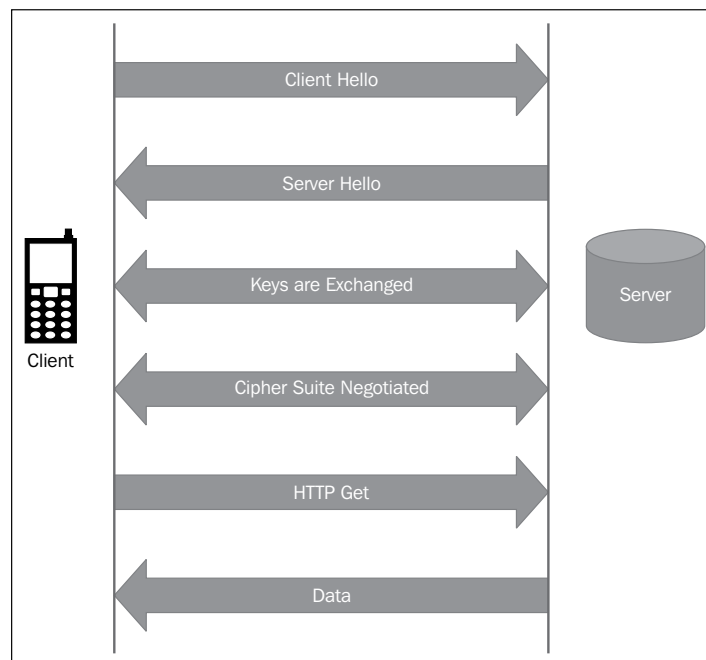 Client Hello
Server Hello
Keys are Exchanged
Server
Client
Cipher Suite Negotiated
HTTP Get
Data